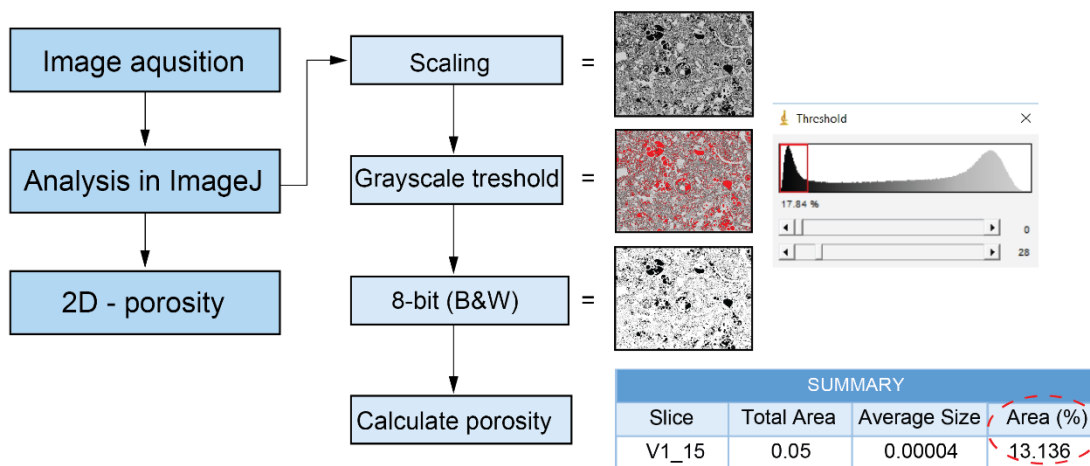 Image aqusition
Analysis in ImageJ
2D - porosity
Scaling
=
Grayscale treshold
=
8-bit (B&W)
=
Calculate porosity
Threshold
17.84 %
0
28
SUMMARY
Slice Total Area Average Size Area (%)
V1_15 0.05 0.00004 13.136